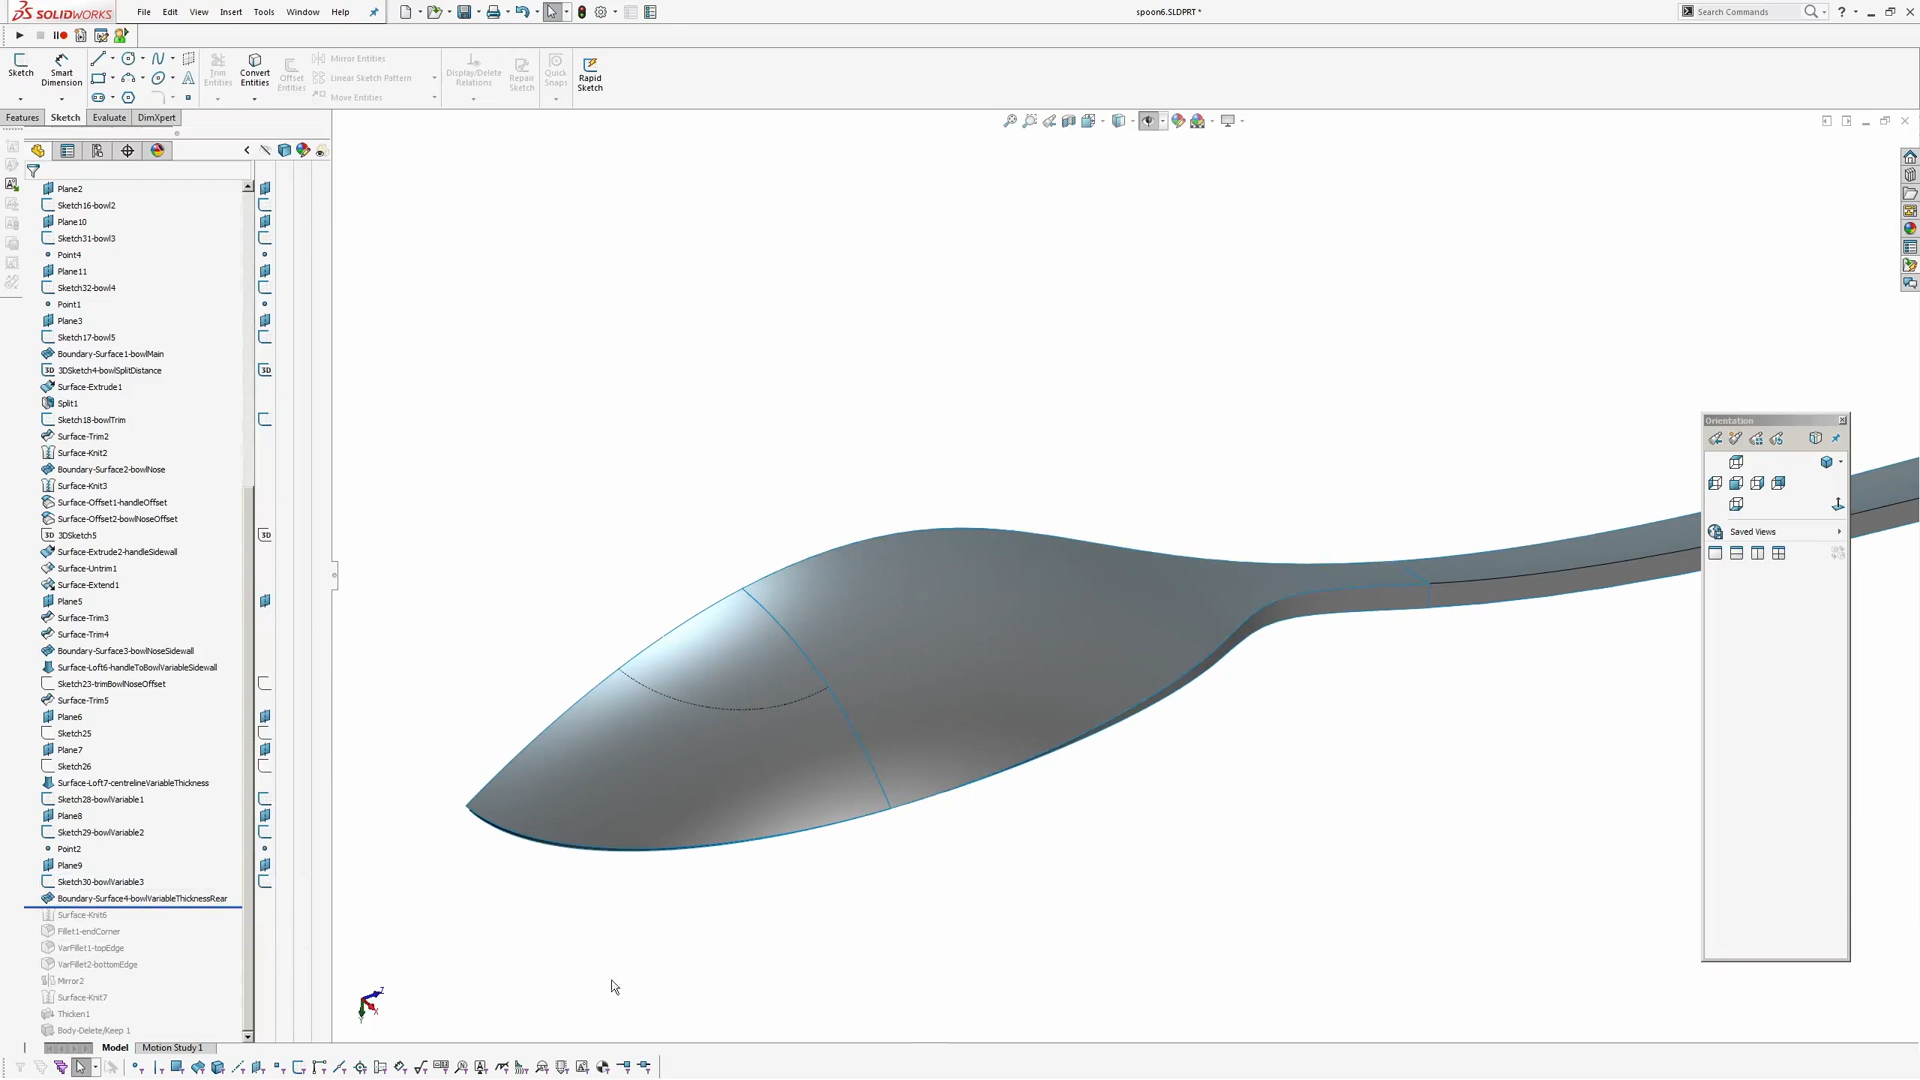 SOLIDWORKS File Edit View Insert Tools Window Help spoon6.SLDPRT * Search Commands
Sketch Smart Dimension Trim Entities Convert Entities Offset Entities Mirror Entities Linear Sketch Pattern Move Entities Display/Delete Relations Repair Sketch Quick Snaps Rapid Sketch
Features Sketch Evaluate DimXpert
Plane2
Sketch16-bowl2
Plane10
Sketch31-bowl3
Point4
Plane11
Sketch32-bowl4
Point1
Plane3
Sketch17-bowl5
Boundary-Surface1-bowlMain
3D 3DSketch4-bowlSplitDistance 3D
Surface-Extrude1
Split1
Sketch18-bowlTrim
Surface-Trim2
Surface-Knit2
Boundary-Surface2-bowlNose
Surface-Knit3
Surface-Offset1-handleOffset
Surface-Offset2-bowlNoseOffset
3D 3DSketch5 3D
Surface-Extrude2-handleSidewall
Surface-Untrim1
Surface-Extend1
Plane5
Surface-Trim3
Surface-Trim4
Boundary-Surface3-bowlNoseSidewall
Surface-Loft6-handleToBowlVariableSidewall
Sketch23-trimBowlNoseOffset
Surface-Trim5
Plane6
Sketch25
Plane7
Sketch26
Surface-Loft7-centrelineVariableThickness
Sketch28-bowlVariable1
Plane8
Sketch29-bowlVariable2
Point2
Plane9
Sketch30-bowlVariable3
Boundary-Surface4-bowlVariableThicknessRear
Surface-Knit6
Fillet1-endCorner
VarFillet1-topEdge
VarFillet2-bottomEdge
Mirror2
Surface-Knit7
Thicken1
Body-Delete/Keep 1
Model Motion Study 1
Orientation
Saved Views
Z
X
Y